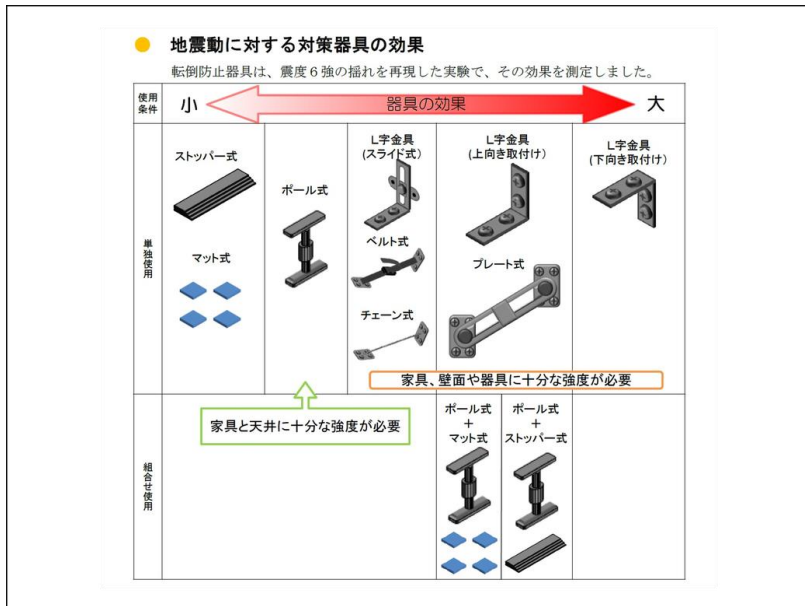 地震動に対する対策器具の効果
転倒防止器具は、震度６強の揺れを再現した実験で、その効果を測定しました。
使用
条件
小
器具の効果
大
単独使用
ストッパー式
マット式
ポール式
L字金具
(スライド式)
ベルト式
チェーン式
L字金具
(上向き取付け)
プレート式
L字金具
(下向き取付け)
家具、壁面や器具に十分な強度が必要
家具と天井に十分な強度が必要
組合せ使用
ポール式
＋
マット式
ポール式
＋
ストッパー式